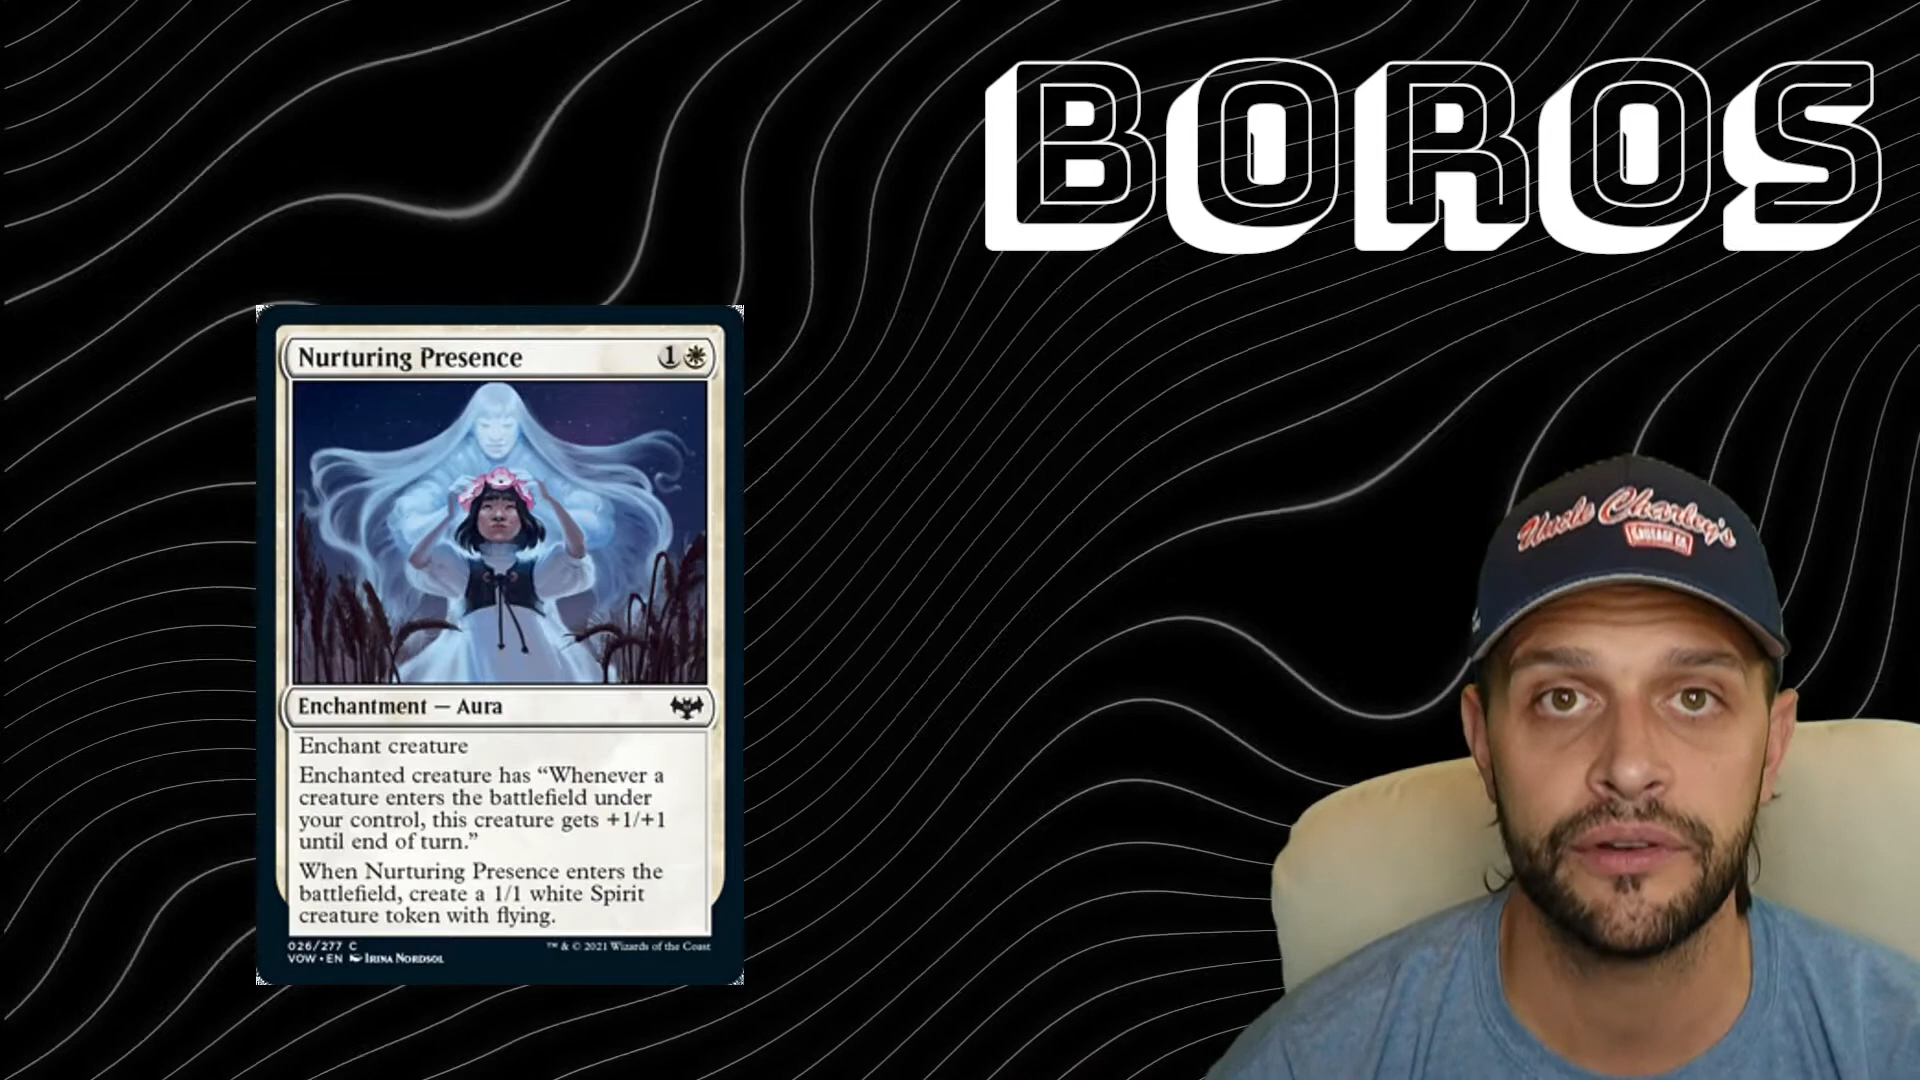 BOROS
Nurturing Presence 1
Enchantment — Aura
Enchant creature
Enchanted creature has “Whenever a
creature enters the battlefield under
your control, this creature gets +1/+1
until end of turn.”
When Nurturing Presence enters the
battlefield, create a 1/1 white Spirit
creature token with flying.
026/277 C
™ & © 2021 Wizards of the Coast
VOW • EN Irina Nordsol
Uncle Charley's
SAUSAGE CO.